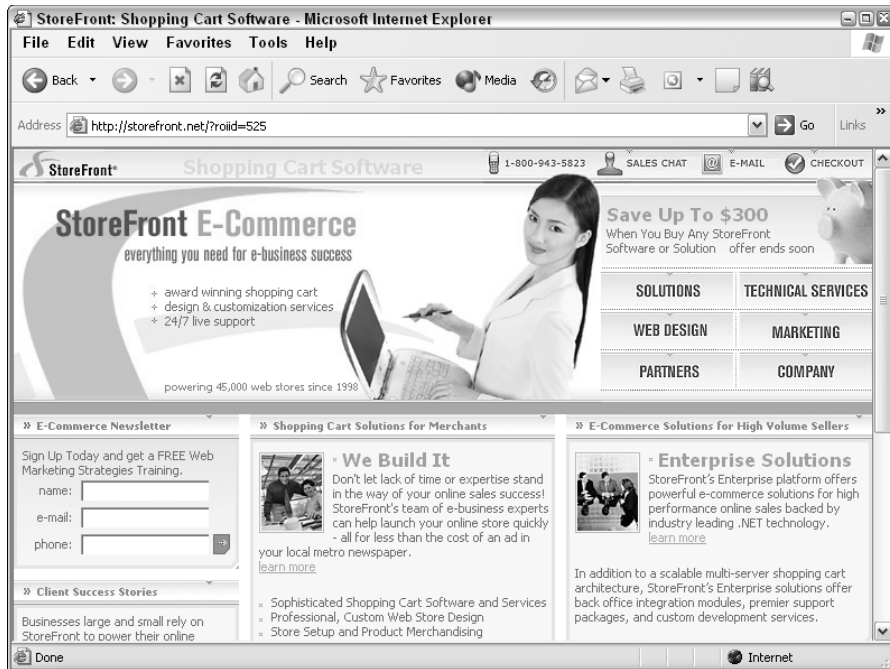 StoreFront: Shopping Cart Software - Microsoft Internet Explorer
File Edit View Favorites Tools Help
Back Search Favorites Media
Address http://storefront.net/?roiid=525 Go Links »
StoreFront® Shopping Cart Software 1-800-943-5823 SALES CHAT @ E-MAIL CHECKOUT
StoreFront E-Commerce
everything you need for e-business success
award winning shopping cart
design & customization services
24/7 live support
powering 45,000 web stores since 1998
Save Up To $300
When You Buy Any StoreFront
Software or Solution offer ends soon
SOLUTIONS TECHNICAL SERVICES
WEB DESIGN MARKETING
PARTNERS COMPANY
» E-Commerce Newsletter
Sign Up Today and get a FREE Web
Marketing Strategies Training.
name:
e-mail:
phone:
» Client Success Stories
Businesses large and small rely on
StoreFront to power their online
» Shopping Cart Solutions for Merchants
We Build It
Don't let lack of time or expertise stand
in the way of your online sales success!
StoreFront's team of e-business experts
can help launch your online store quickly
- all for less than the cost of an ad in
your local metro newspaper.
learn more
Sophisticated Shopping Cart Software and Services
Professional, Custom Web Store Design
Store Setup and Product Merchandising
» E-Commerce Solutions for High Volume Sellers
Enterprise Solutions
StoreFront's Enterprise platform offers
powerful e-commerce solutions for high
performance online sales backed by
industry leading .NET technology.
learn more
In addition to a scalable multi-server shopping cart
architecture, StoreFront's Enterprise solutions offer
back office integration modules, premier support
packages, and custom development services.
Done Internet